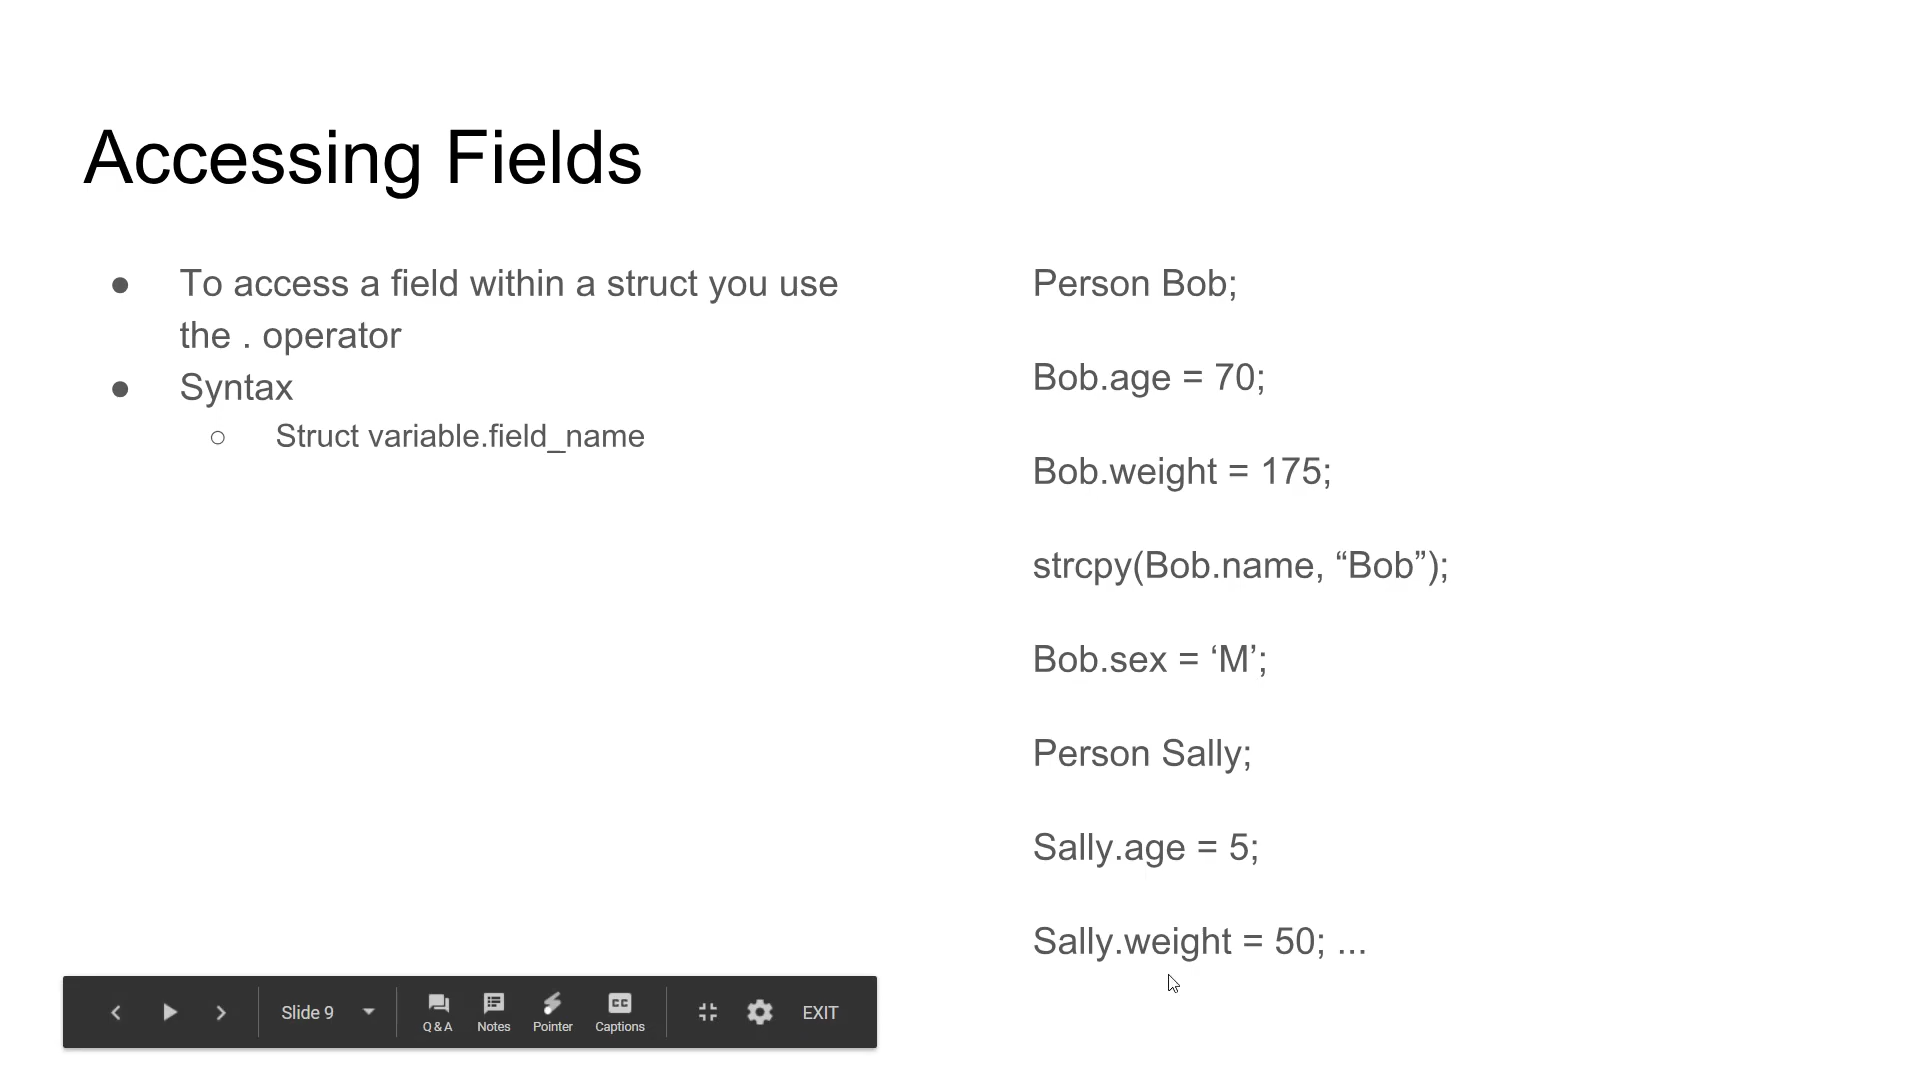 Accessing Fields
● To access a field within a struct you use
the . operator
● Syntax
○ Struct variable.field_name
Person Bob;
Bob.age = 70;
Bob.weight = 175;
strcpy(Bob.name, “Bob”);
Bob.sex = ‘M’;
Person Sally;
Sally.age = 5;
Sally.weight = 50; ...
Slide 9
Q & A
Notes
Pointer
CC
Captions
EXIT